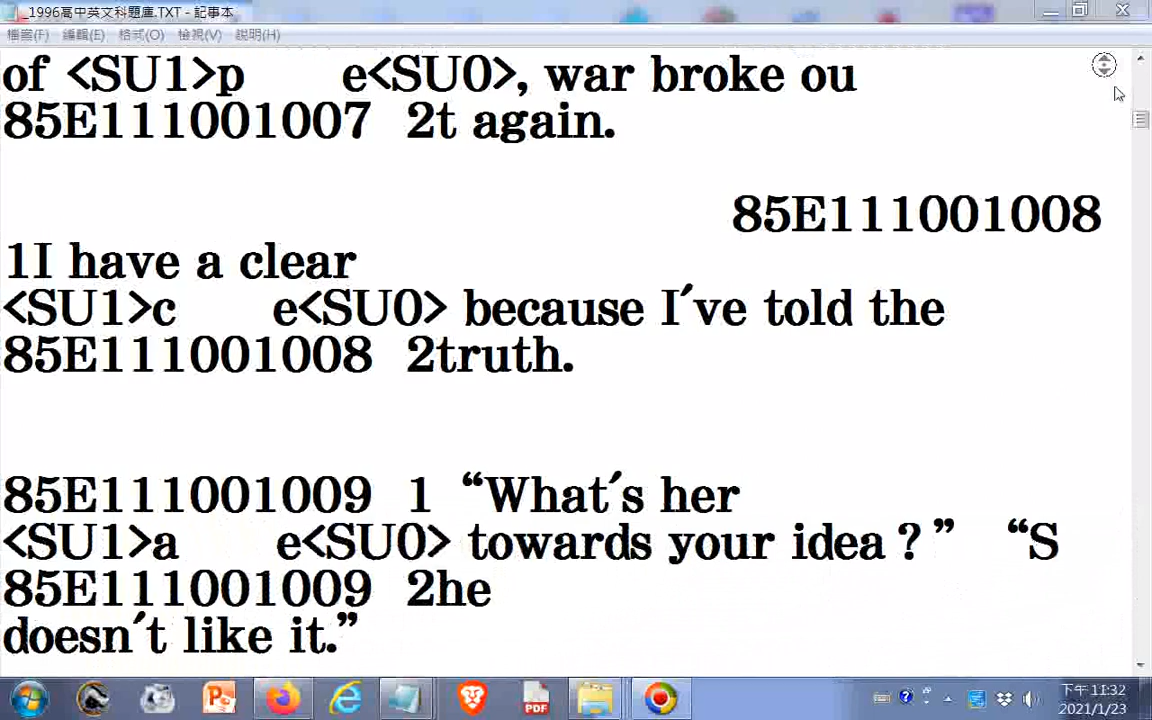 _1996高中英文科題庫.TXT - 記事本
檔案(F) 編輯(E) 格式(O) 檢視(V) 說明(H)
of <SU1>p e<SU0>, war broke ou
85E111001007 2t again.
85E111001008
1I have a clear
<SU1>c e<SU0> because I´ve told the
85E111001008 2truth.
85E111001009 1 “What´s her
<SU1>a e<SU0> towards your idea？” “S
85E111001009 2he
doesn´t like it.”
PDF
下午 11:32
2021/1/23